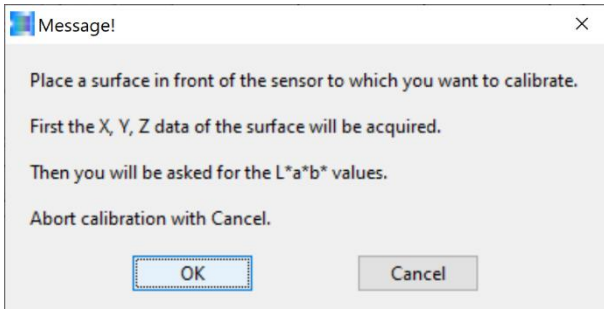 Message!
Place a surface in front of the sensor to which you want to calibrate.
First the X, Y, Z data of the surface will be acquired.
Then you will be asked for the L*a*b* values.
Abort calibration with Cancel.
OK
Cancel